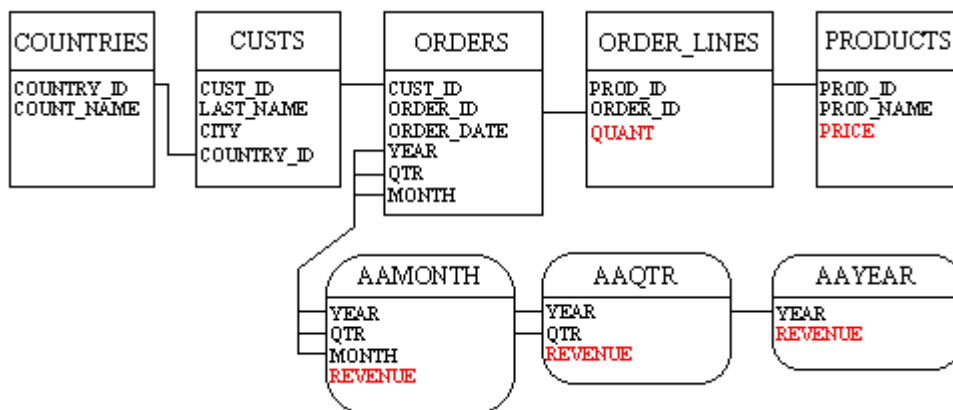 COUNTRIES
COUNTRY_ID
COUNT_NAME
CUSTS
CUST_ID
LAST_NAME
CITY
COUNTRY_ID
ORDERS
CUST_ID
ORDER_ID
ORDER_DATE
YEAR
QTR
MONTH
ORDER_LINES
PROD_ID
ORDER_ID
QUANT
PRODUCTS
PROD_ID
PROD_NAME
PRICE
AAMONTH
YEAR
QTR
MONTH
REVENUE
AAQTR
YEAR
QTR
REVENUE
AAYEAR
YEAR
REVENUE